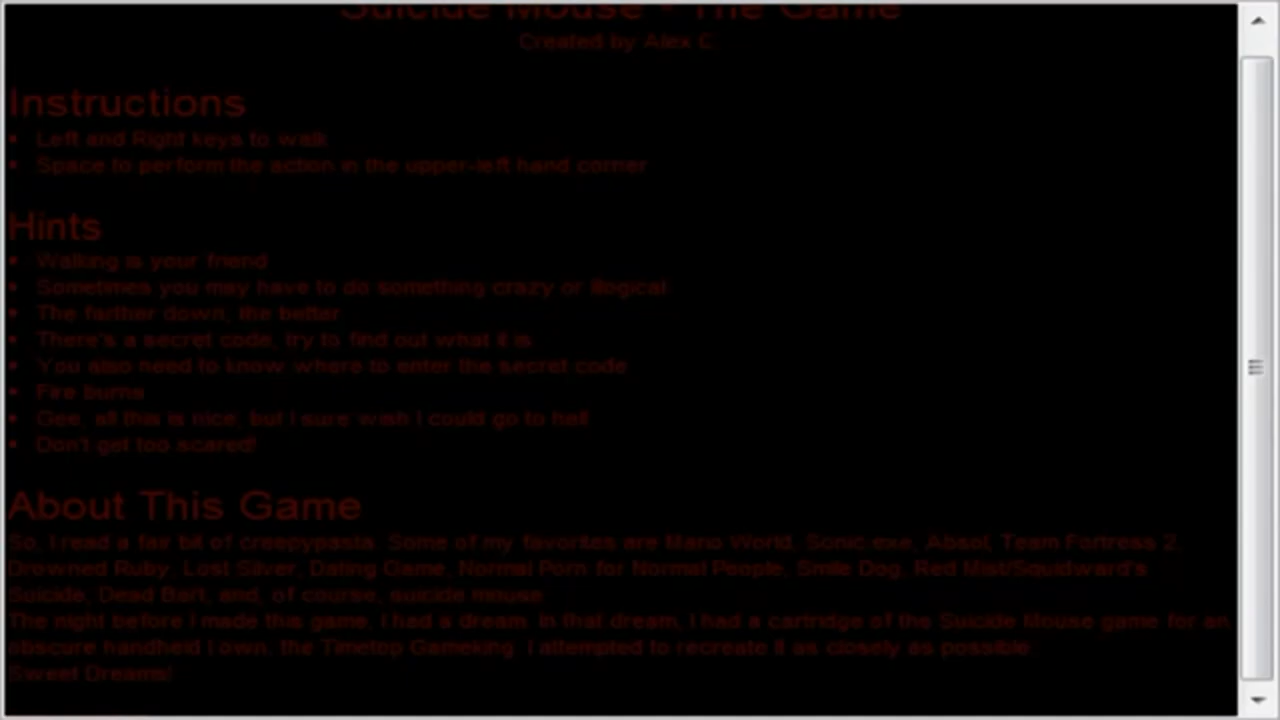 Suicide Mouse - The Game
Created by Alex C.
Instructions
• Left and Right keys to walk
• Space to perform the action in the upper-left hand corner
Hints
• Walking is your friend
• Sometimes you may have to do something crazy or illogical
• The farther down, the better
• There's a secret code, try to find out what it is
• You also need to know where to enter the secret code
• Fire burns
• Gee, all this is nice, but I sure wish I could go to hell
• Don't get too scared!
About This Game
So, I read a fair bit of creepypasta. Some of my favorites are Mario World, Sonic.exe, Absol, Team Fortress 2,
Drowned Ruby, Lost Silver, Dating Game, Normal Porn for Normal People, Smile Dog, Red Mist/Squidward's
Suicide, Dead Bart, and, of course, suicide mouse.
The night before I made this game, I had a dream. In that dream, I had a cartridge of the Suicide Mouse game for an
obscure handheld I own, the Timetop Gameking. I attempted to recreate it as closely as possible.
Sweet Dreams!